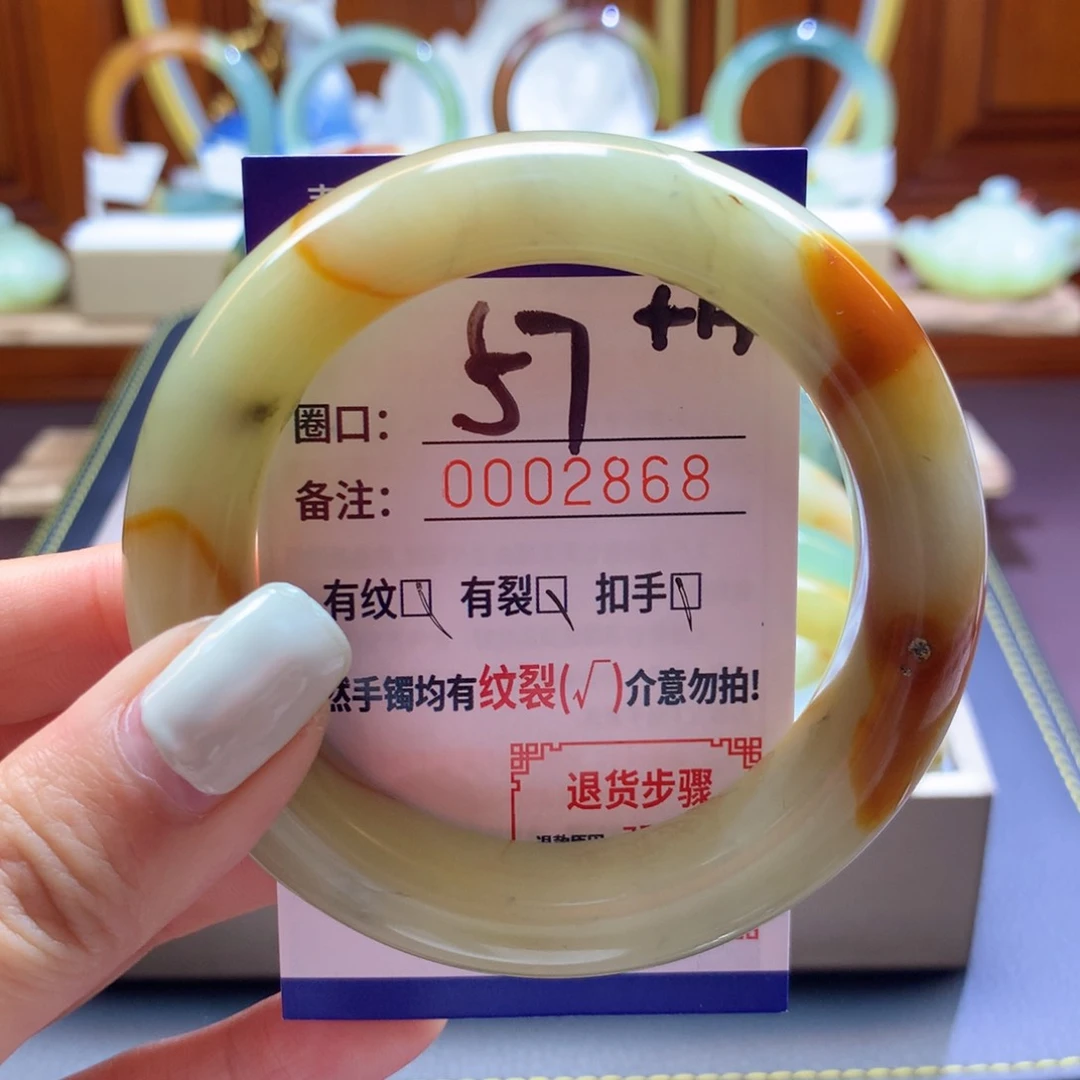 57
圈口：
备注： 0002868
有纹 有裂 扣手
然手镯均有纹裂(√)介意勿拍!
退货步骤